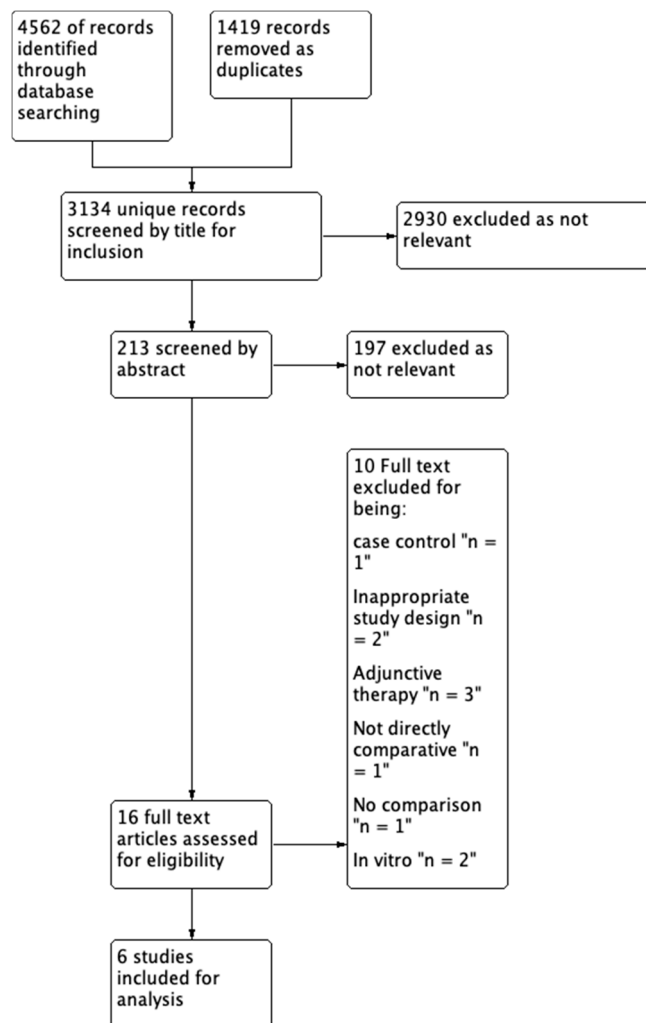 4562 of records
identified
through
database
searching
1419 records
removed as
duplicates
3134 unique records
screened by title for
inclusion
2930 excluded as not
relevant
213 screened by
abstract
197 excluded as
not relevant
10 Full text
excluded for
being:
case control "n =
1"
Inappropriate
study design "n
= 2"
Adjunctive
therapy "n = 3"
Not directly
comparative "n
= 1"
No comparison
"n = 1"
In vitro "n = 2"
16 full text
articles assessed
for eligibility
6 studies
included for
analysis